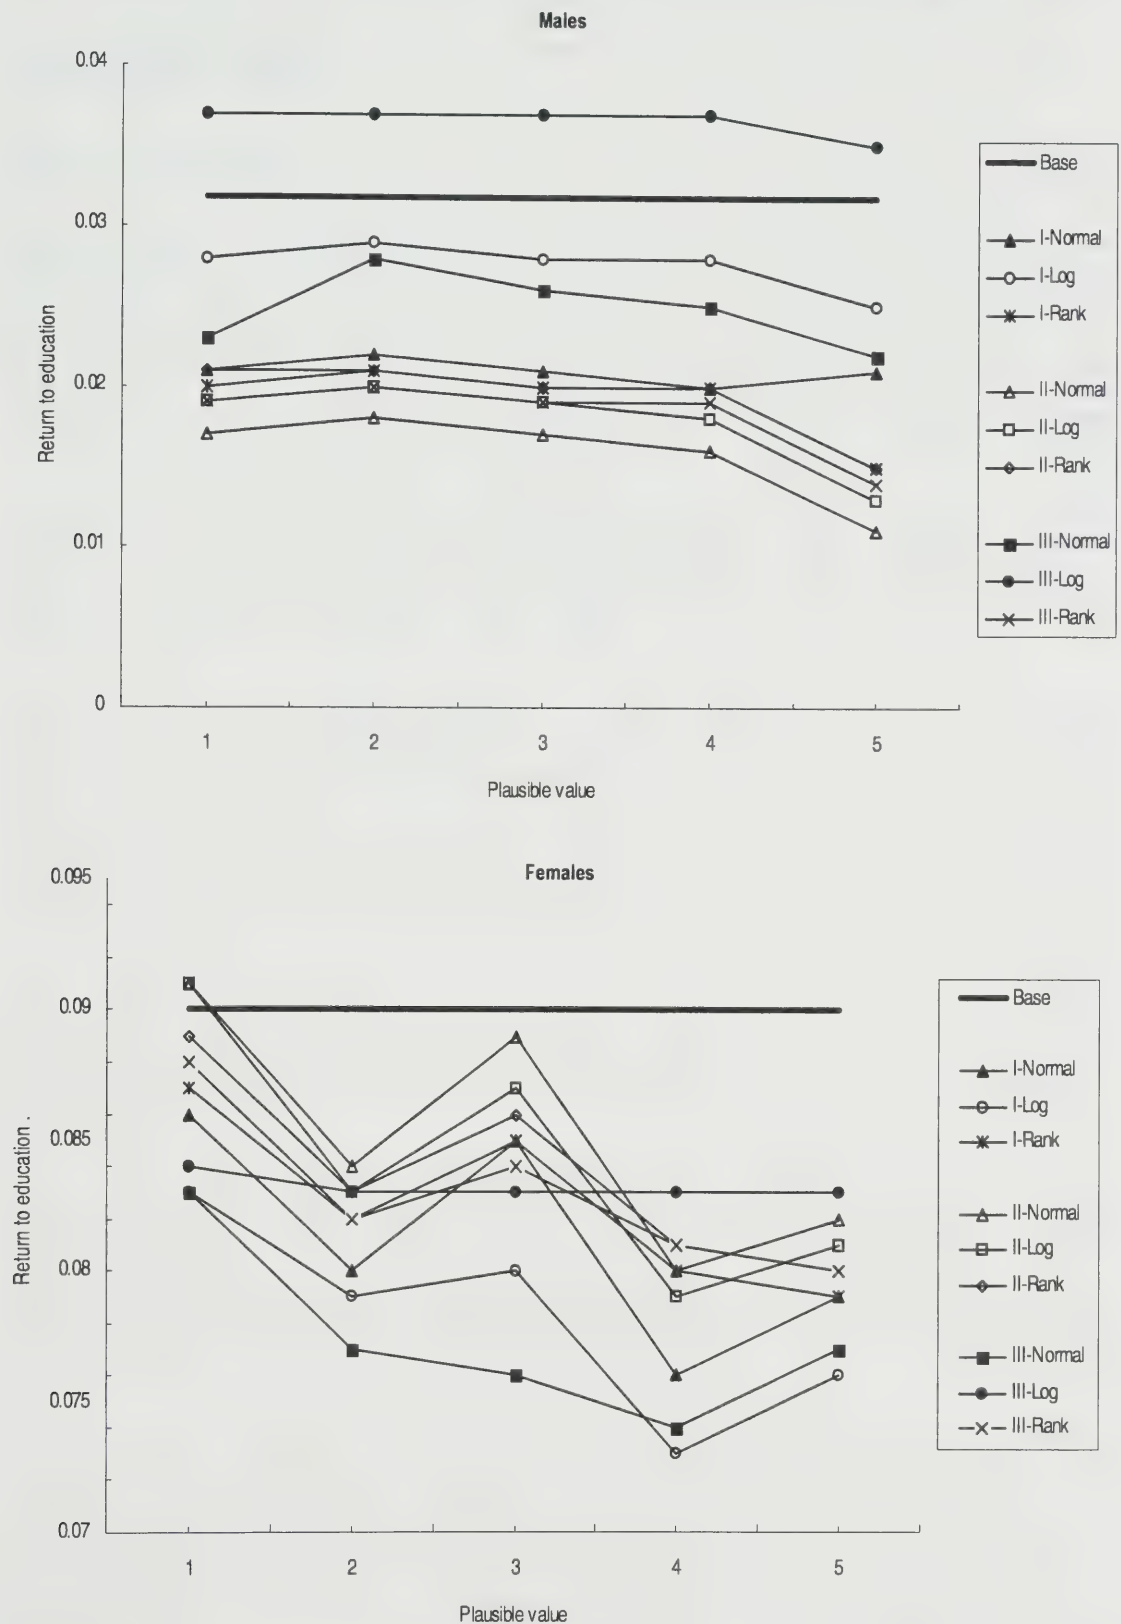 Males
0.04
0.03
0.02
0.01
0
Return to education
1 2 3 4 5
Plausible value
Base
I-Normal
I-Log
I-Rank
II-Normal
II-Log
II-Rank
III-Normal
III-Log
III-Rank
Females
0.095
0.09
0.085
0.08
0.075
0.07
Return to education .
1 2 3 4 5
Plausible value
Base
I-Normal
I-Log
I-Rank
II-Normal
II-Log
II-Rank
III-Normal
III-Log
III-Rank